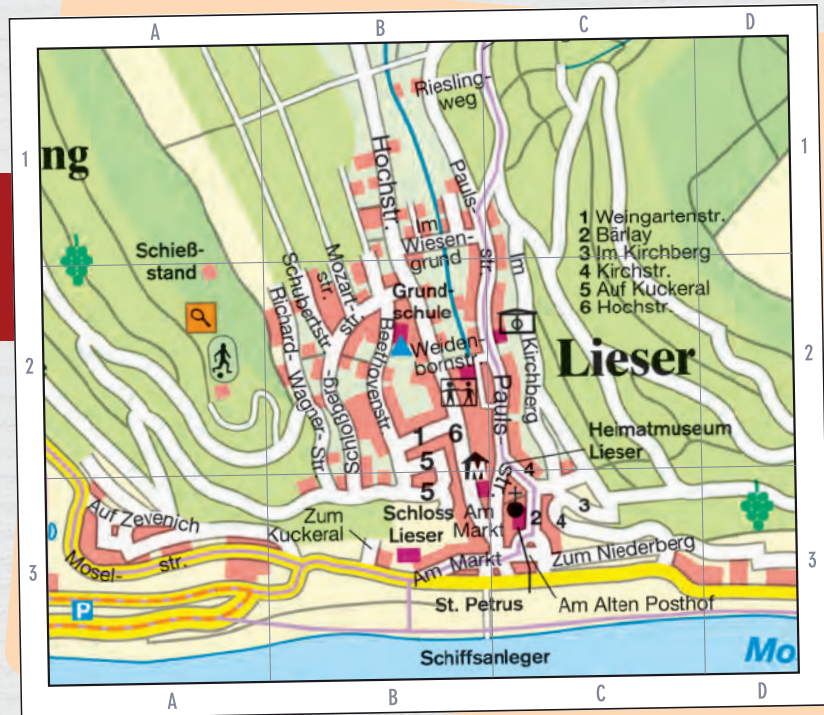 A
B
C
D
1
2
3
1
2
3
A
B
C
D
ng
Riesling-
weg
Hochstr.
Pauls-
str.
Im
Wiesen-
grund
Im
Kirchberg
1 Weingartenstr.
2 Bärlay
3 Im Kirchberg
4 Kirchstr.
5 Auf Kuckeral
6 Hochstr.
Schieß-
stand
Mozart-
str.
Schubertstr.
Richard-Wagner-Str.
Schloßberg-
str.
Beethovenstr.
Grund-
schule
Weiden-
bornstr.
Lieser
Paus-
str.
Heimatmuseum
Lieser
1
6
5
5
4
3
2
4
Auf Zevenich
Zum
Kuckeral
Schloss
Lieser
Am
Markt
Mosel-
str.
Am Markt
Zum Niederberg
P
St. Petrus
Am Alten Posthof
Schiffsanleger
Mo